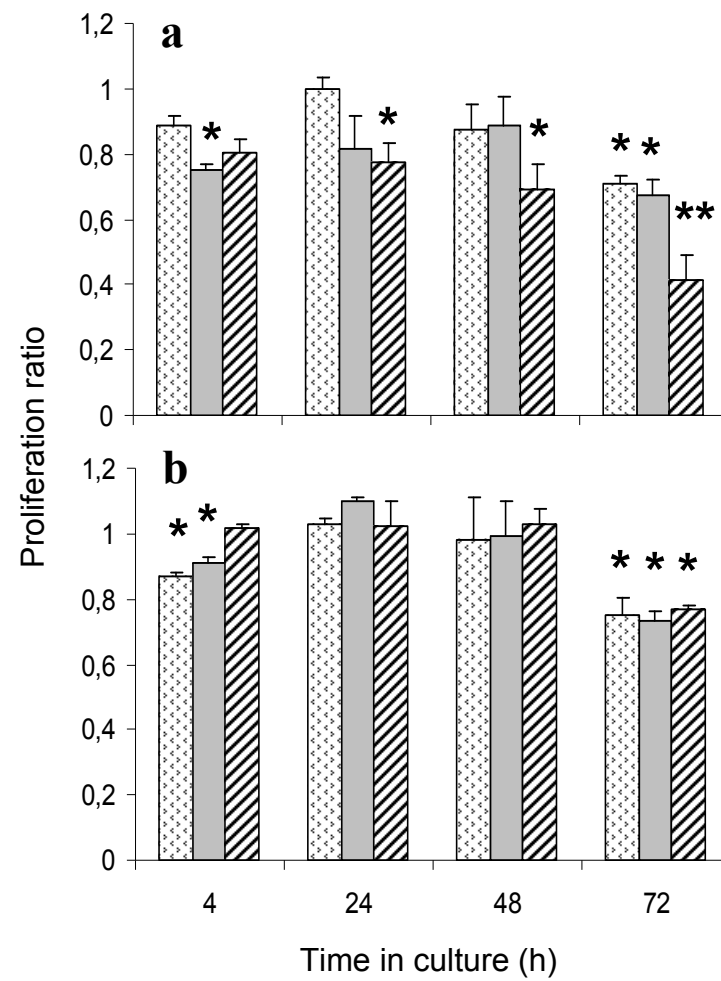 1,2
a
1
0,8
0,6
0,4
0,2
0
* * * * * **
Proliferation ratio
1,2
b
1
0,8
0,6
0,4
0,2
0
* * * * *
4 24 48 72
Time in culture (h)